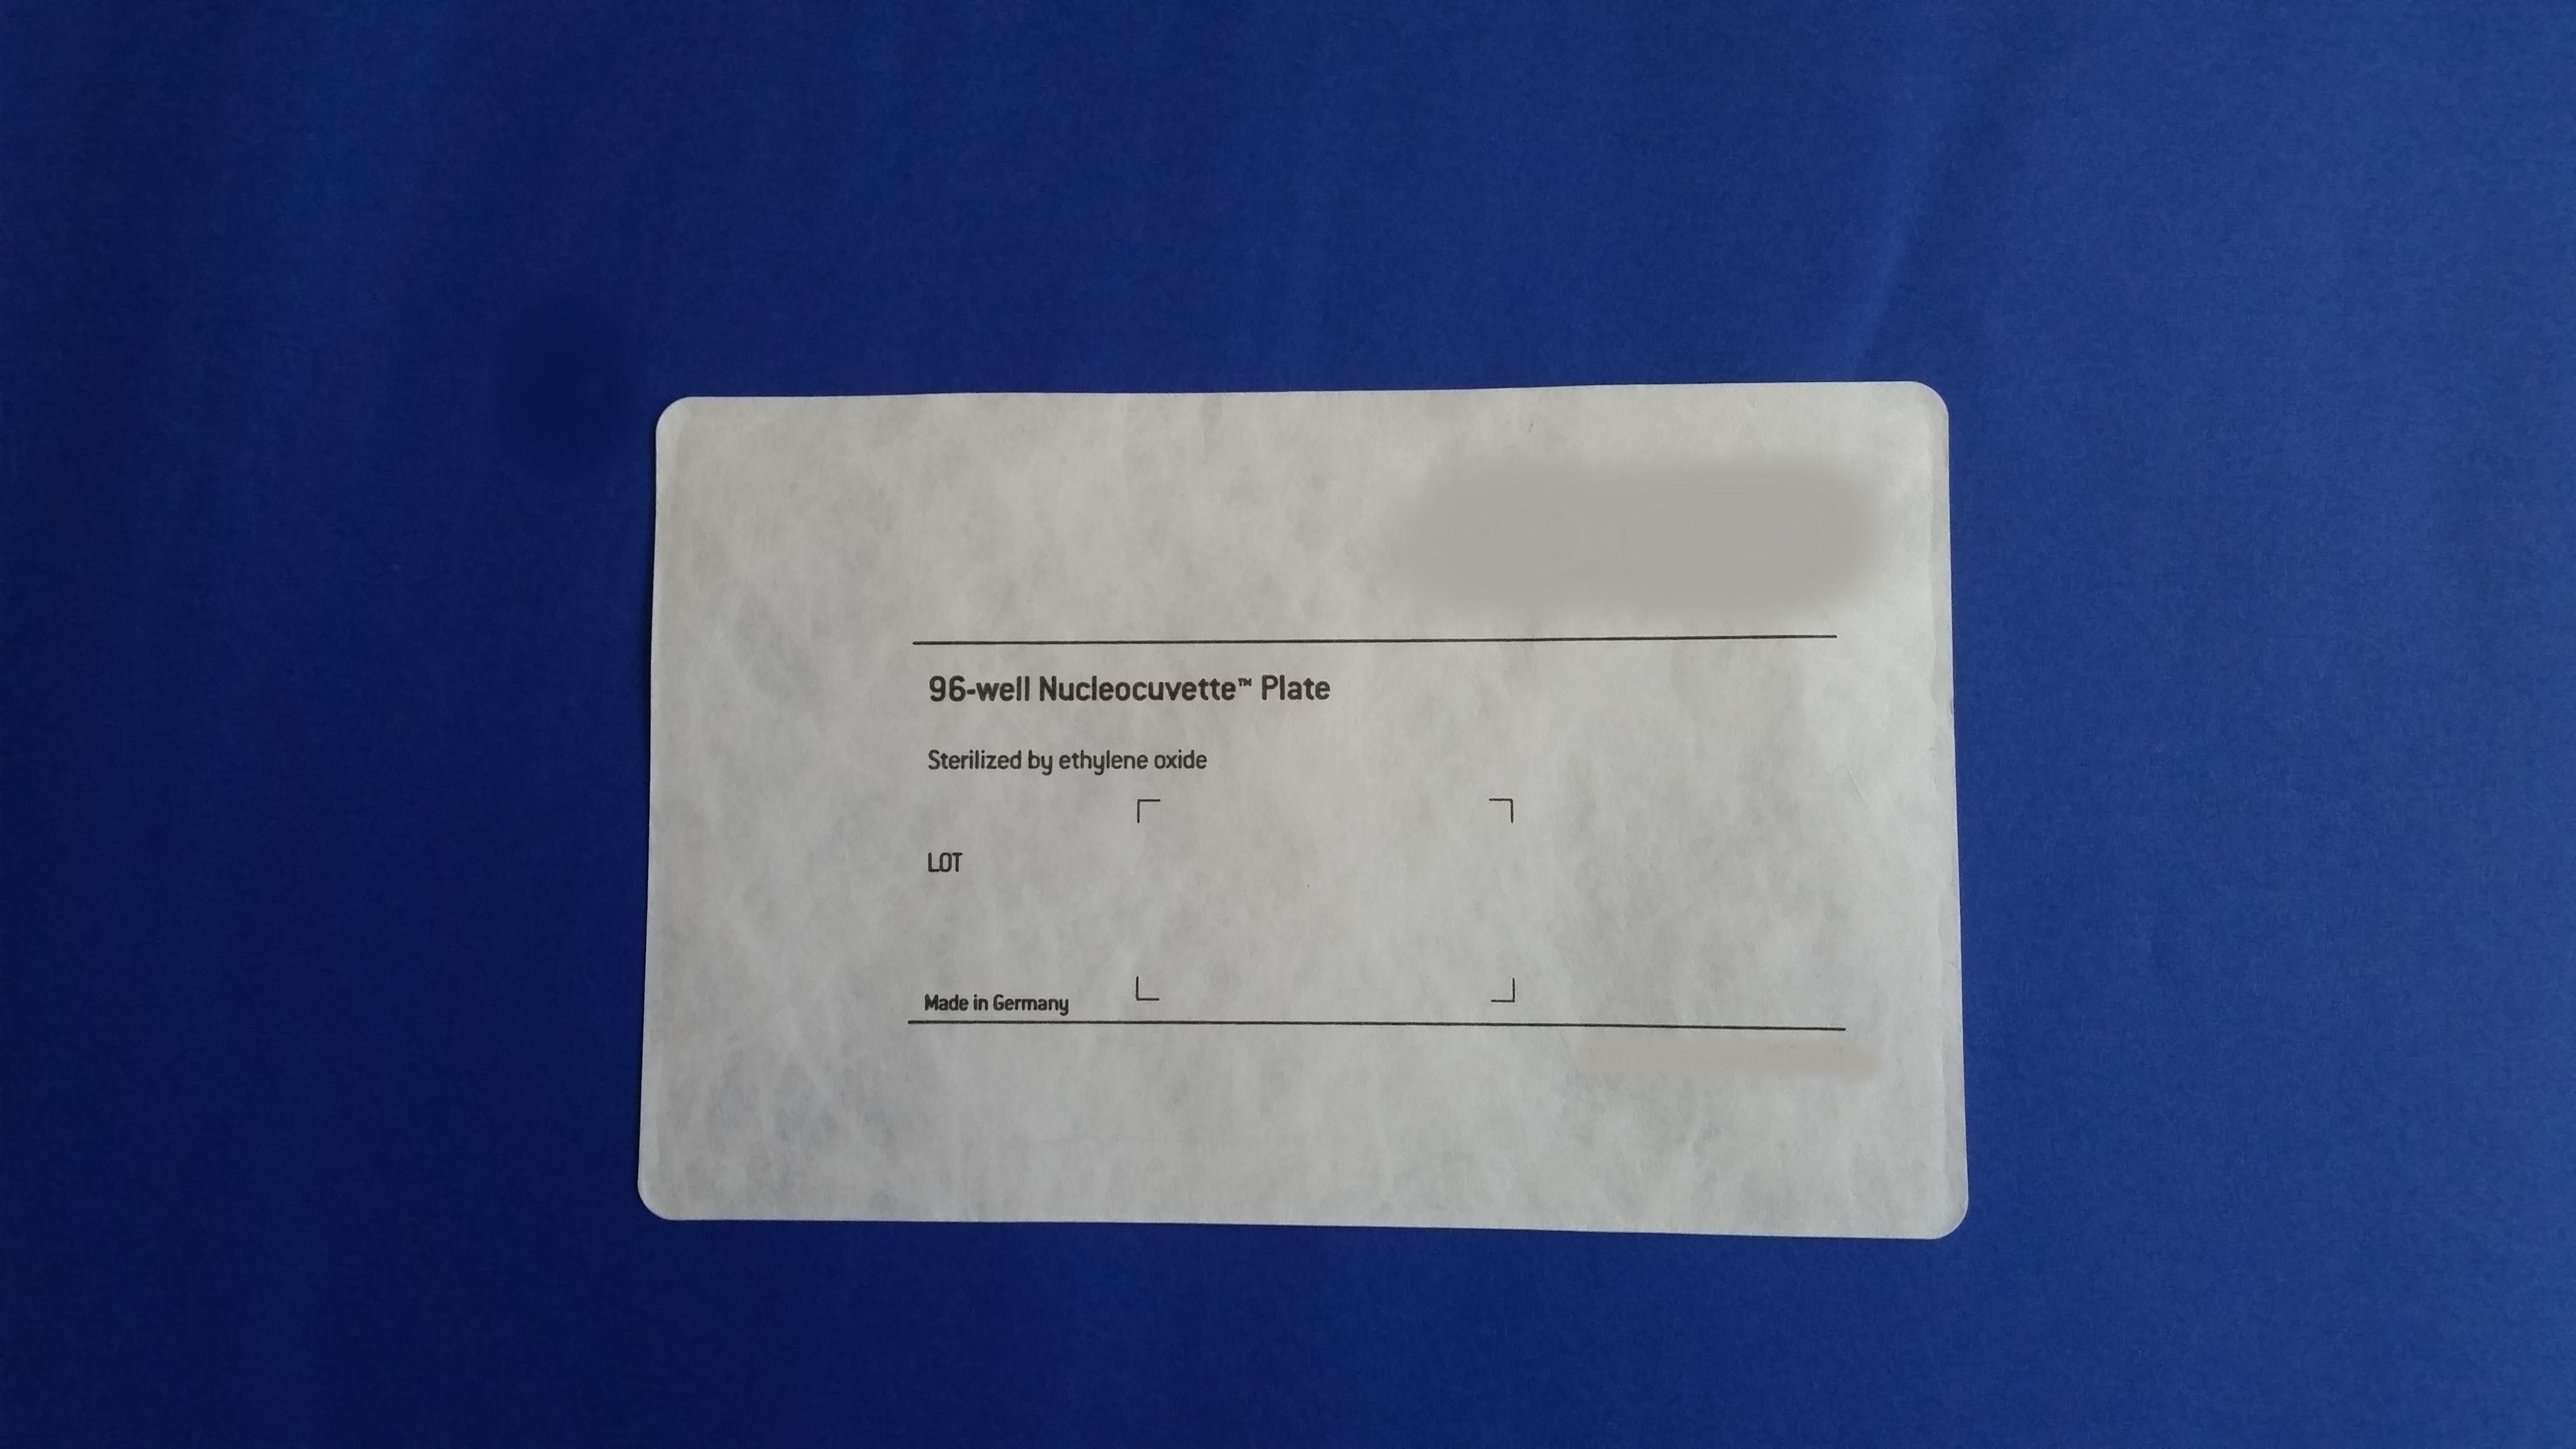 96-well Nucleocuvette™ Plate
Sterilized by ethylene oxide
LOT
Made in Germany